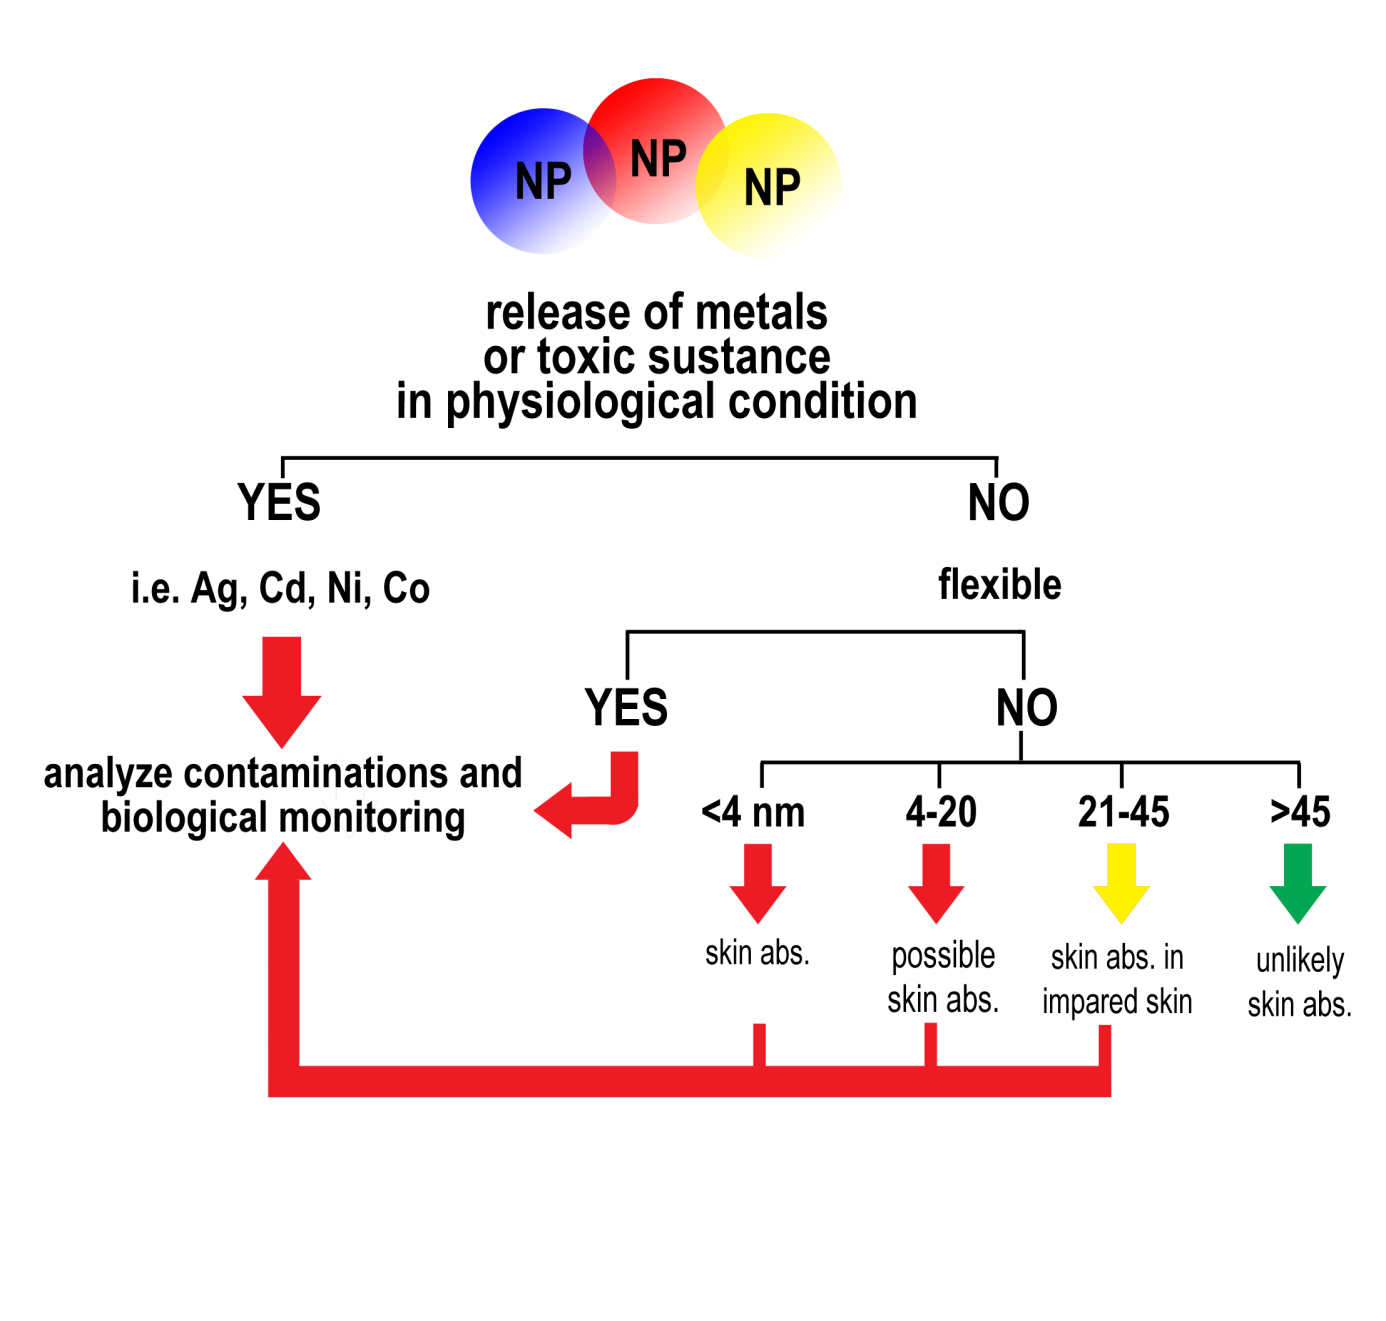 NP
NP
NP
release of metals
or toxic sustance
in physiological condition
YES
NO
i.e. Ag, Cd, Ni, Co
flexible
YES
NO
analyze contaminations and
biological monitoring
<4 nm
4-20
21-45
>45
skin abs.
possible
skin abs.
skin abs. in
impared skin
unlikely
skin abs.